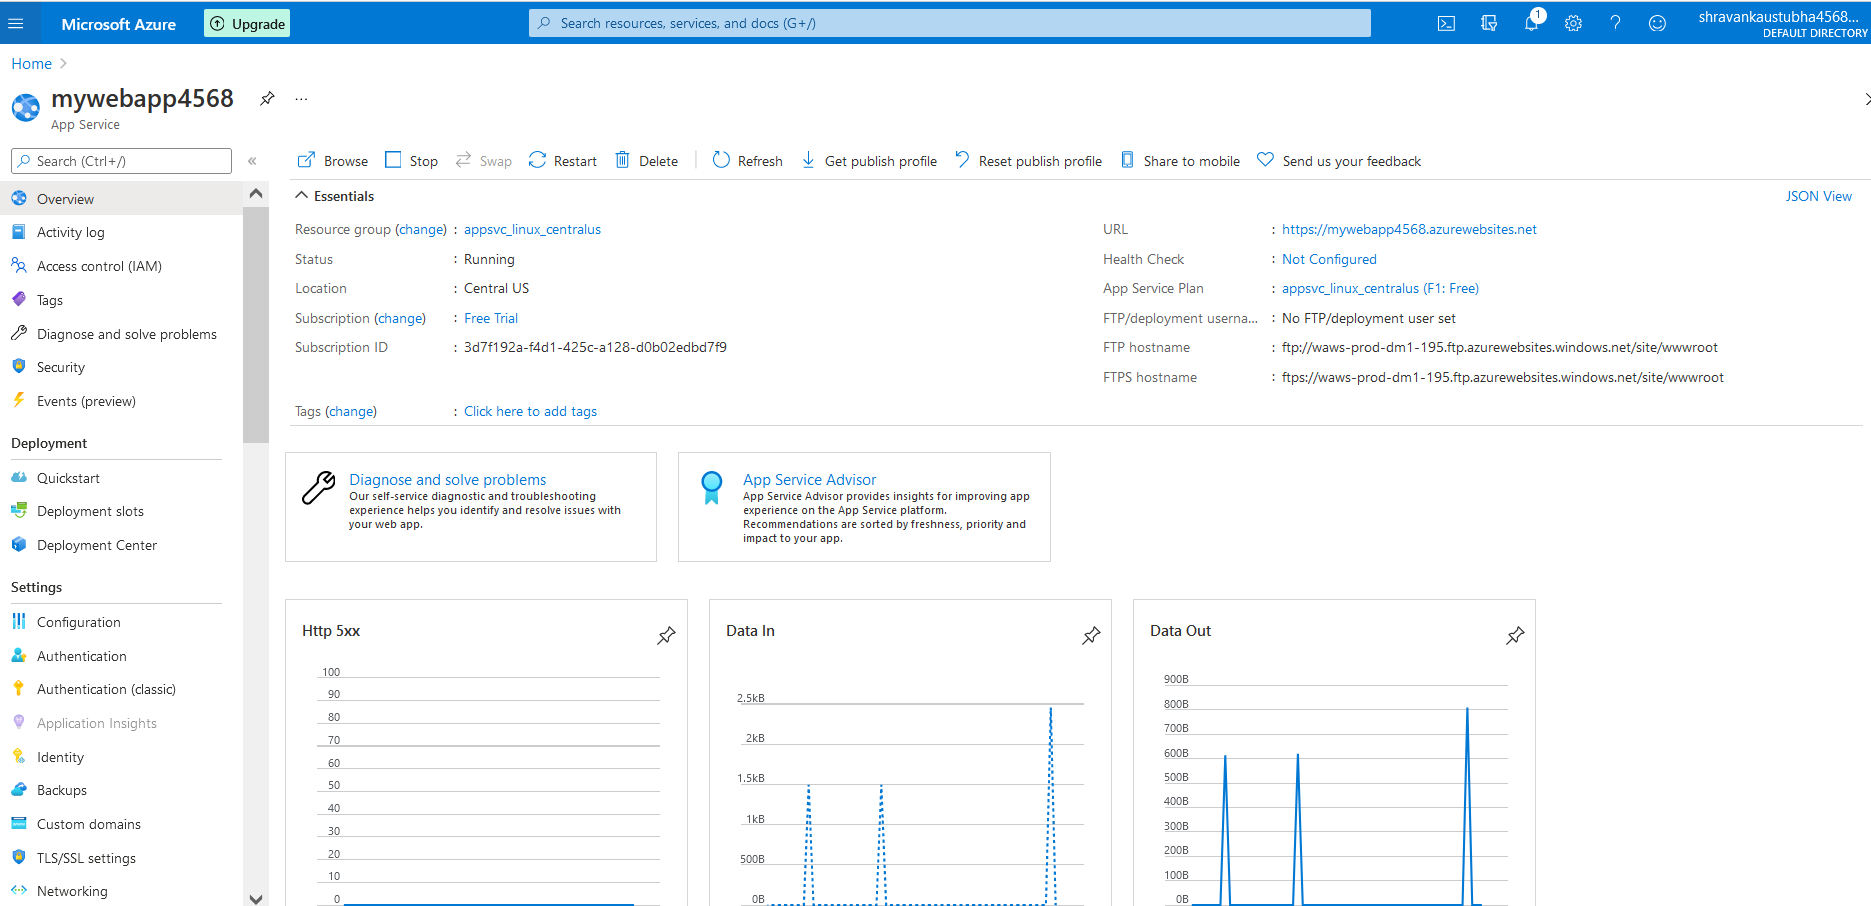 Microsoft Azure
Upgrade
Search resources, services, and docs (G+/)
1
shravankaustubha4568...
DEFAULT DIRECTORY
Home
mywebapp4568
...
App Service
Search (Ctrl+/)
«
Browse
Stop
Swap
Restart
Delete
Refresh
Get publish profile
Reset publish profile
Share to mobile
Send us your feedback
Overview
Activity log
Access control (IAM)
Tags
Diagnose and solve problems
Security
Events (preview)
Deployment
Quickstart
Deployment slots
Deployment Center
Settings
Configuration
Authentication
Authentication (classic)
Application Insights
Identity
Backups
Custom domains
TLS/SSL settings
Networking
Essentials
JSON View
Resource group (change) : appsvc_linux_centralus
Status : Running
Location : Central US
Subscription (change) : Free Trial
Subscription ID : 3d7f192a-f4d1-425c-a128-d0b02edbd7f9
Tags (change) : Click here to add tags
URL : https://mywebapp4568.azurewebsites.net
Health Check : Not Configured
App Service Plan : appsvc_linux_centralus (F1: Free)
FTP/deployment userna... : No FTP/deployment user set
FTP hostname : ftp://waws-prod-dm1-195.ftp.azurewebsites.windows.net/site/wwwroot
FTPS hostname : ftps://waws-prod-dm1-195.ftp.azurewebsites.windows.net/site/wwwroot
Diagnose and solve problems
Our self-service diagnostic and troubleshooting
experience helps you identify and resolve issues with
your web app.
App Service Advisor
App Service Advisor provides insights for improving app
experience on the App Service platform.
Recommendations are sorted by freshness, priority and
impact to your app.
Http 5xx
100
90
80
70
60
50
40
30
20
10
0
Data In
2.5kB
2kB
1.5kB
1kB
500B
0B
Data Out
900B
800B
700B
600B
500B
400B
300B
200B
100B
0B